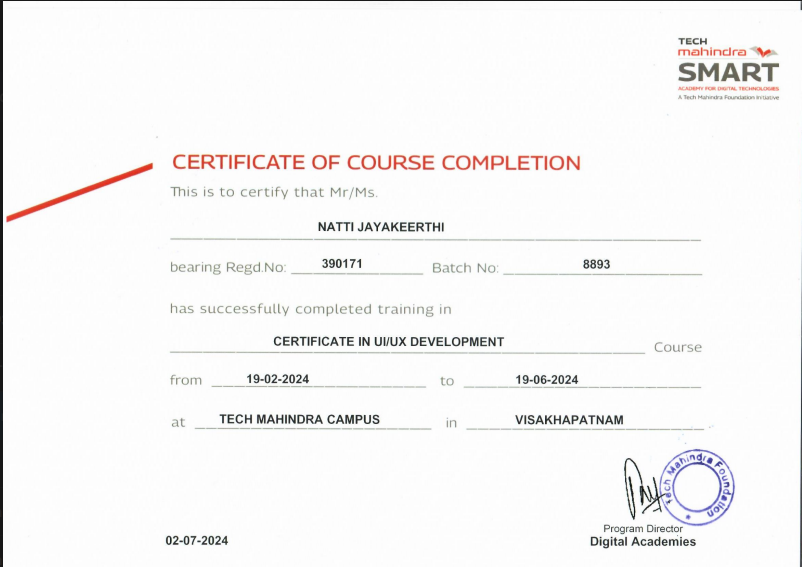 TECH
mahindra
SMART
ACADEMY FOR DIGITAL TECHNOLOGIES
A Tech Mahindra Foundation Initiative
CERTIFICATE OF COURSE COMPLETION
This is to certify that Mr/Ms.
NATTI JAYAKEERTHI
bearing Regd.No: 390171 Batch No: 8893
has successfully completed training in
CERTIFICATE IN UI/UX DEVELOPMENT Course
from 19-02-2024 to 19-06-2024
at TECH MAHINDRA CAMPUS in VISAKHAPATNAM
Tech Mahindra Foundation
Program Director
02-07-2024 Digital Academies